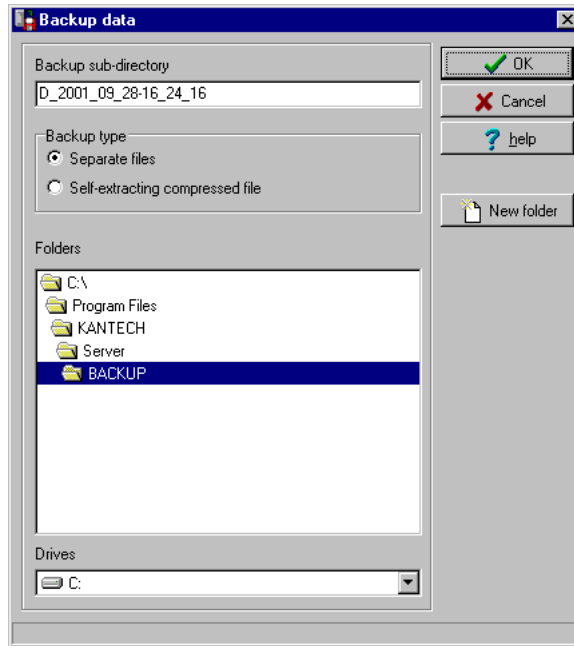 Backup data
Backup sub-directory
D_2001_09_28-16_24_16
Backup type
Separate files
Self-extracting compressed file
Folders
C:\
Program Files
KANTECH
Server
BACKUP
Drives
C:
OK
Cancel
help
New folder